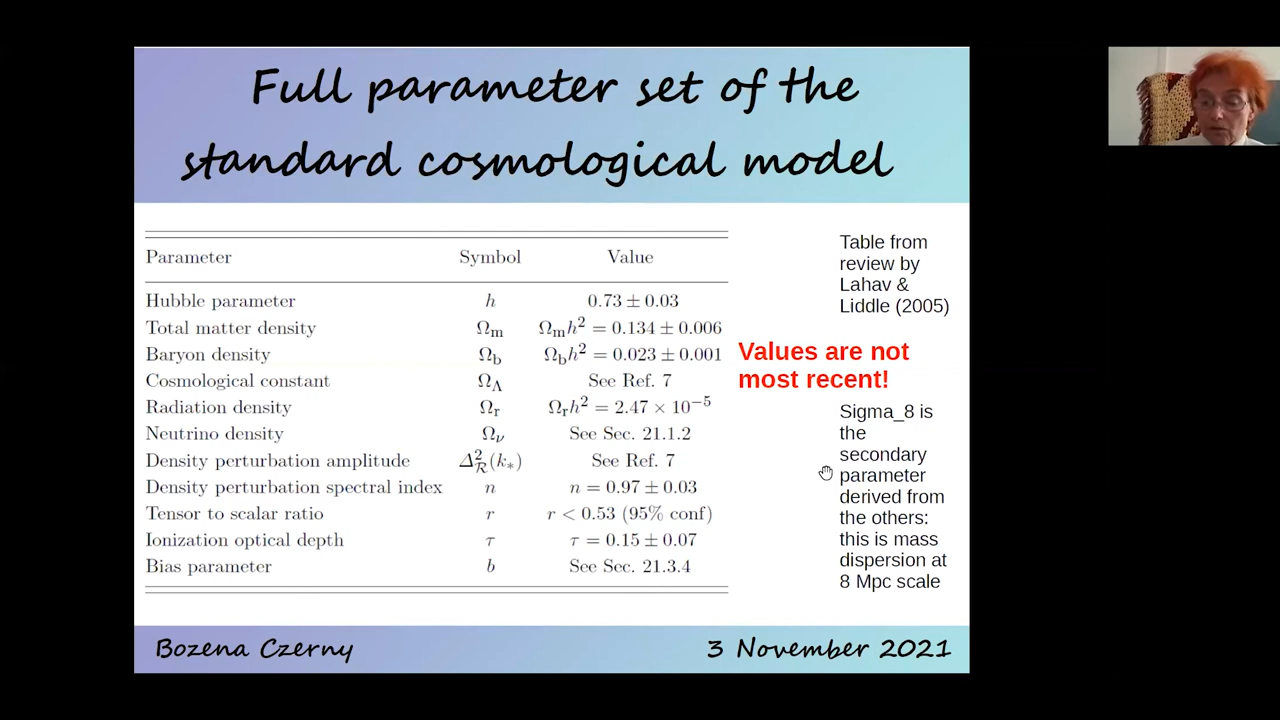 Full parameter set of the
standard cosmological model
Parameter Symbol Value
Hubble parameter h 0.73 ± 0.03
Total matter density Ωm Ωmh² = 0.134 ± 0.006
Baryon density Ωb Ωbh² = 0.023 ± 0.001
Cosmological constant ΩΛ See Ref. 7
Radiation density Ωr Ωrh² = 2.47 × 10⁻⁵
Neutrino density Ων See Sec. 21.1.2
Density perturbation amplitude Δ²R(k*) See Ref. 7
Density perturbation spectral index n n = 0.97 ± 0.03
Tensor to scalar ratio r r < 0.53 (95% conf)
Ionization optical depth τ τ = 0.15 ± 0.07
Bias parameter b See Sec. 21.3.4
Table from
review by
Lahav &
Liddle (2005)
Values are not
most recent!
Sigma_8 is
the
secondary
parameter
derived from
the others:
this is mass
dispersion at
8 Mpc scale
Bozena Czerny
3 November 2021